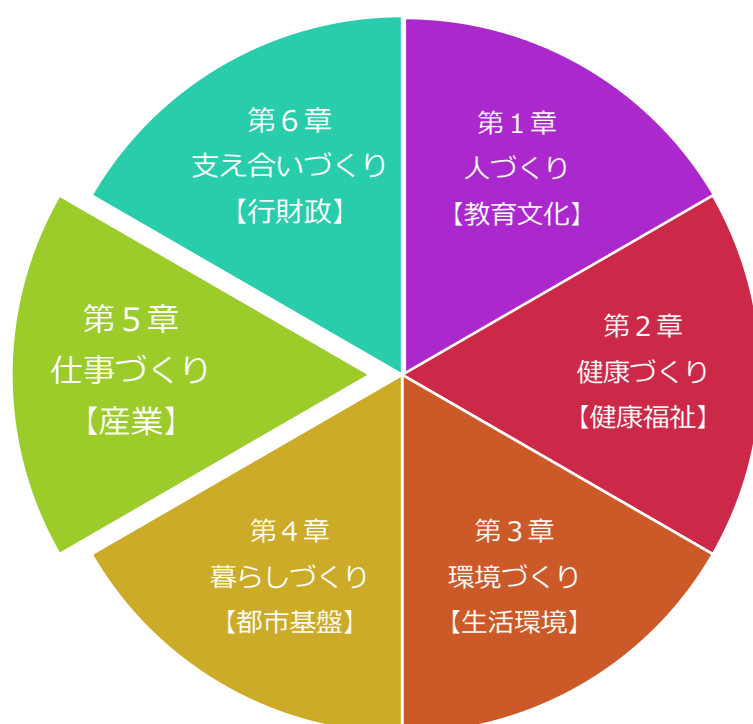 第１章
人づくり
【教育文化】
第２章
健康づくり
【健康福祉】
第３章
環境づくり
【生活環境】
第４章
暮らしづくり
【都市基盤】
第５章
仕事づくり
【産業】
第６章
支え合いづくり
【行財政】